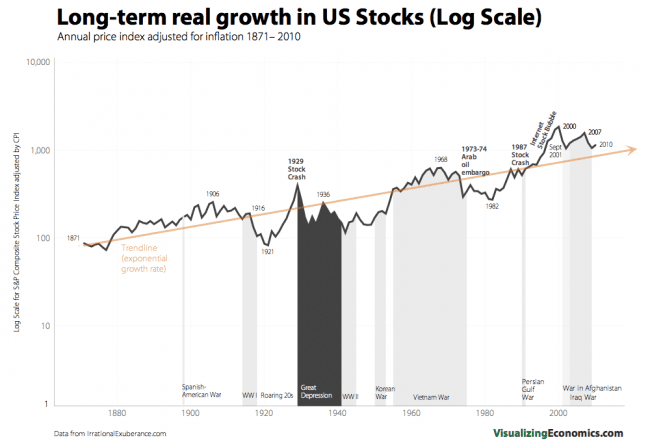 Long-term real growth in US Stocks (Log Scale)
Annual price index adjusted for inflation 1871– 2010
Log Scale for S&P Composite Stock Price Index adjusted by CPI
10,000
1,000
100
10
1
1871
Trendline
(exponential
growth rate)
1906
1916
1921
1929
Stock
Crash
1936
1968
1973-74
Arab
oil
embargo
1982
1987
Stock
Crash
Internet
Stock Bubble
2000
Sept
2001
2007
2010
Spanish-
American War
WW I
Roaring 20s
Great
Depression
WW II
Korean
War
Vietnam War
Persian
Gulf
War
War in Afghanistan
Iraq War
1880
1900
1920
1940
1960
1980
2000
Data from IrrationalExuberance.com
VisualizingEconomics.com